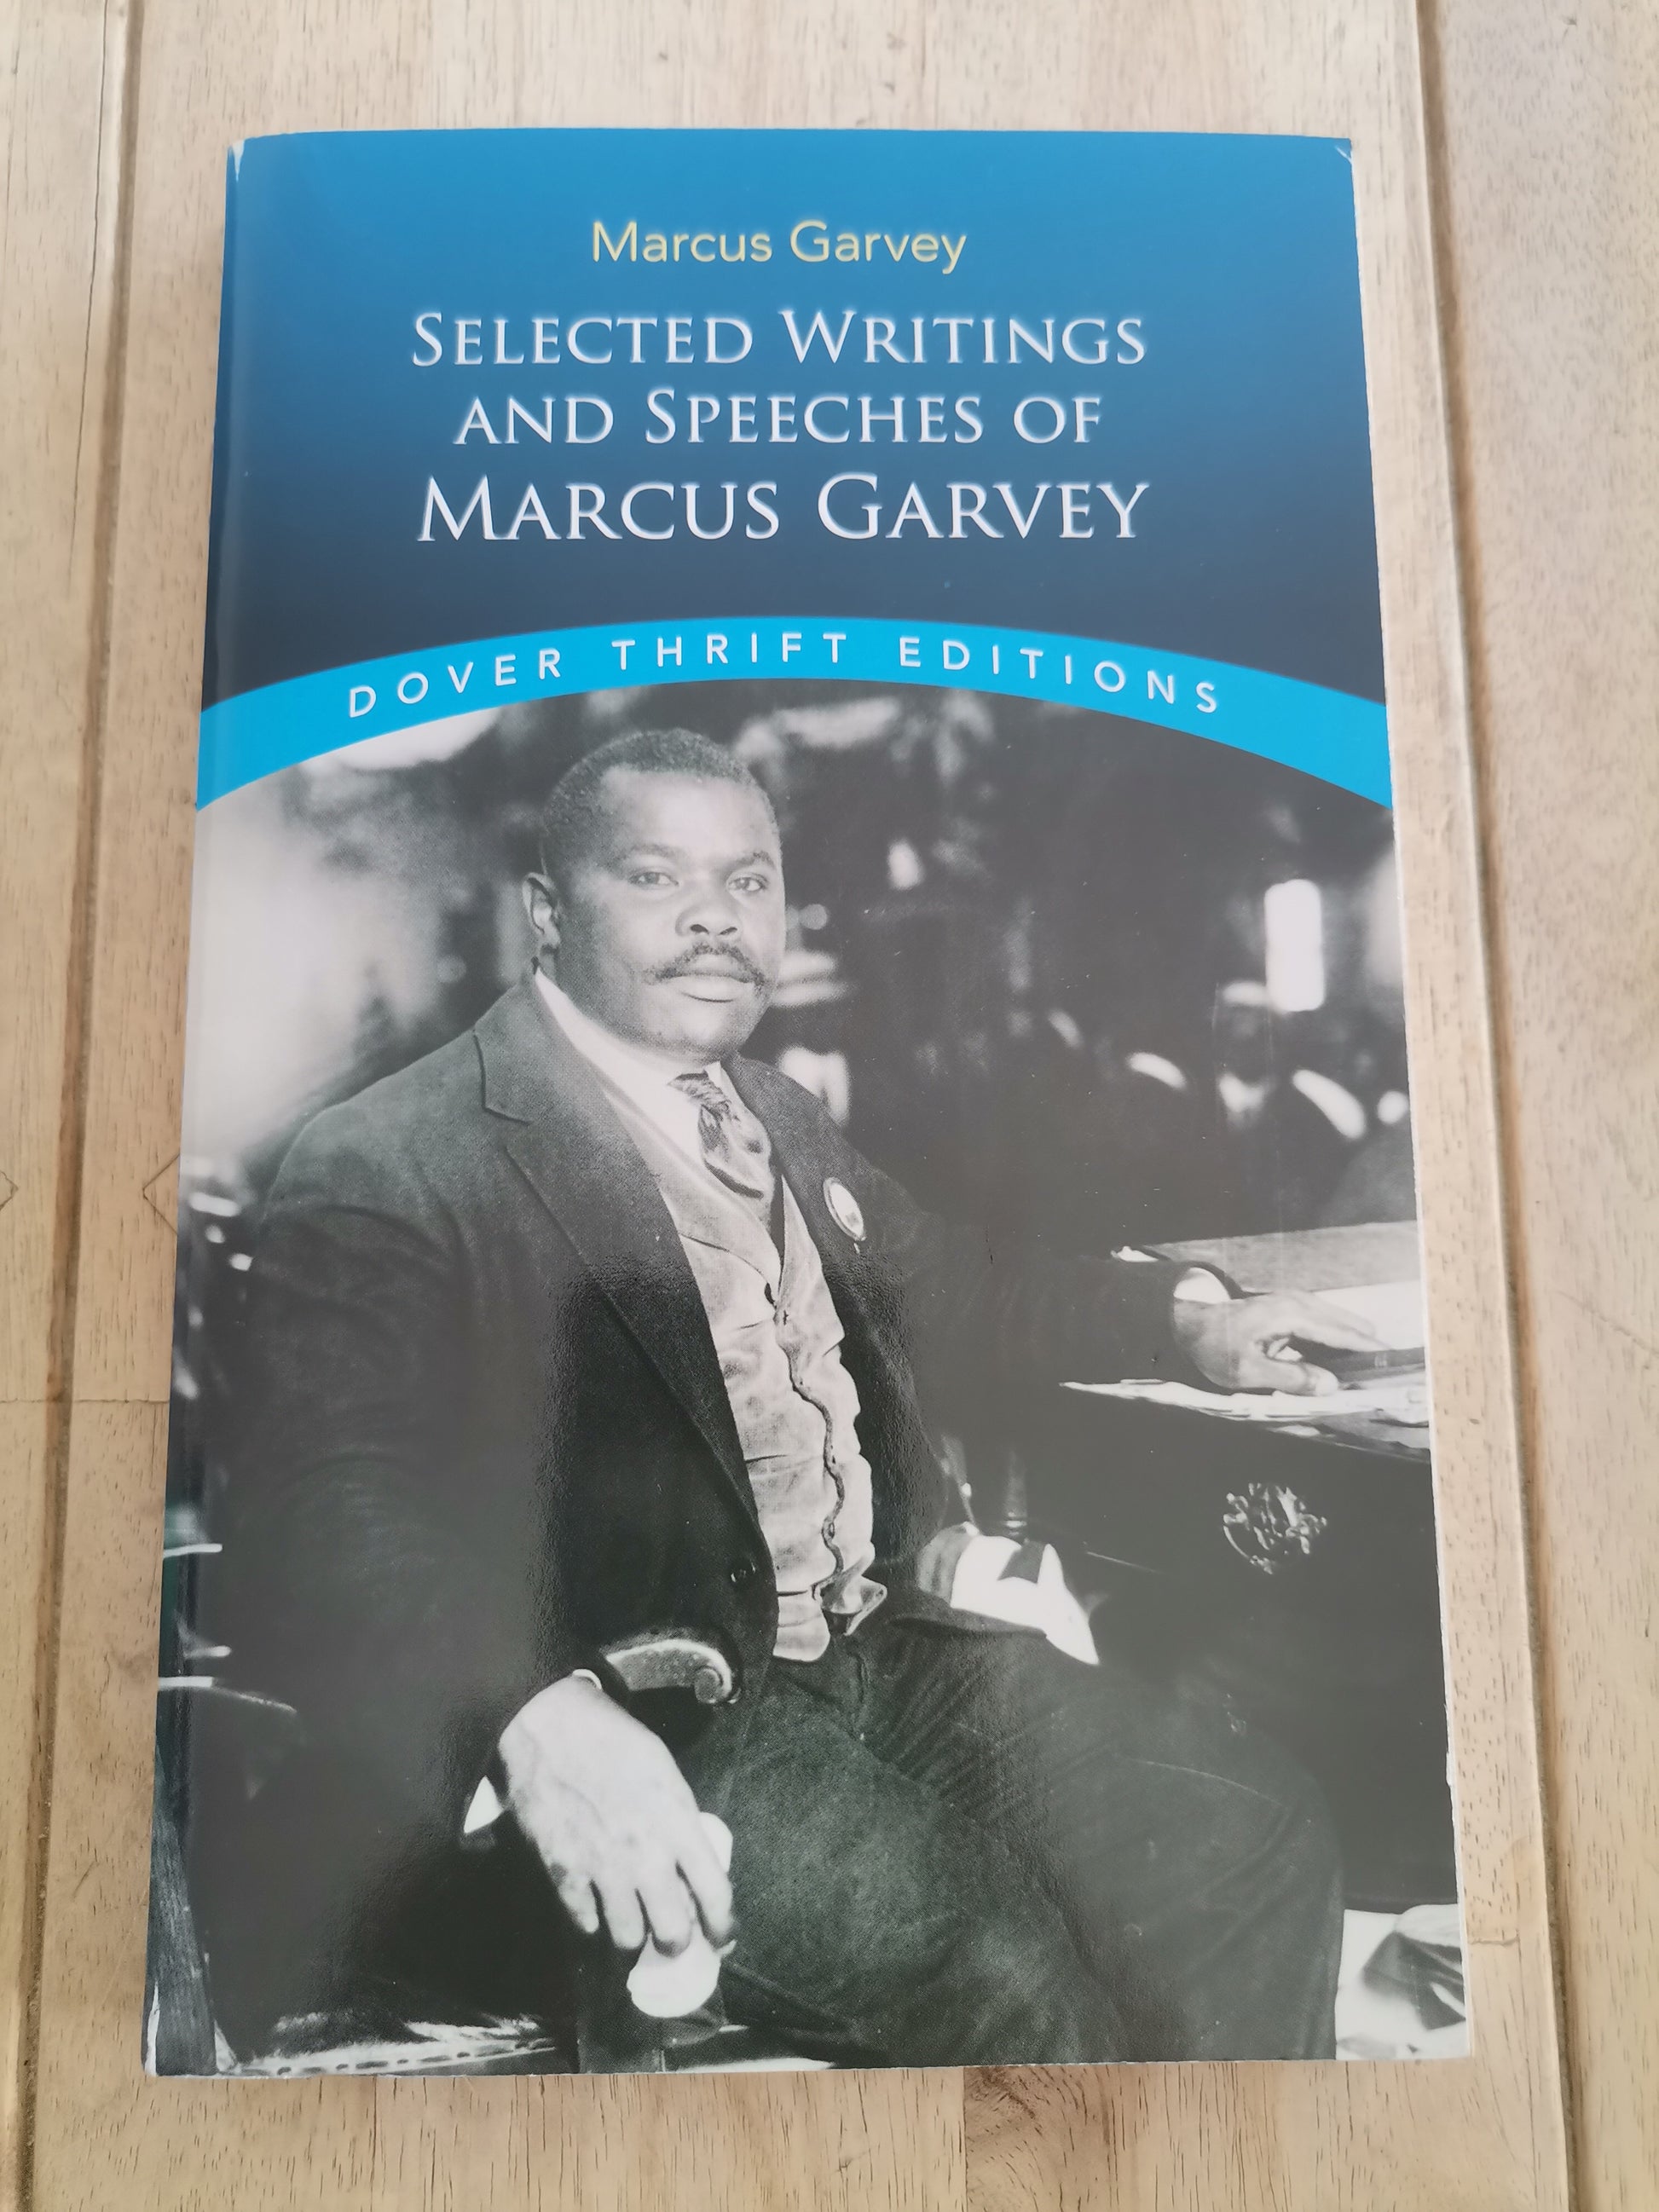 Marcus Garvey
SELECTED WRITINGS
AND SPEECHES OF
MARCUS GARVEY
DOVER THRIFT EDITIONS